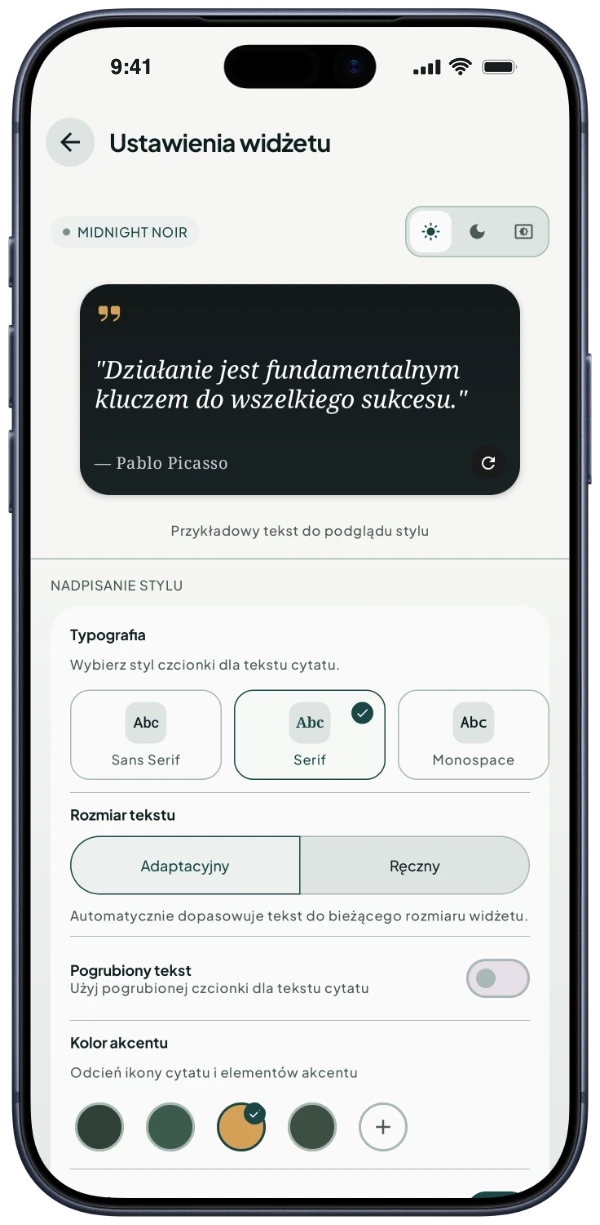 9:41
Ustawienia widżetu
MIDNIGHT NOIR
"Działanie jest fundamentalnym
kluczem do wszelkiego sukcesu."
— Pablo Picasso
Przykładowy tekst do podglądu stylu
NADPISANIE STYLU
Typografia
Wybierz styl czcionki dla tekstu cytatu.
Abc Abc Abc
Sans Serif Serif Monospace
Rozmiar tekstu
Adaptacyjny Ręczny
Automatycznie dopasowuje tekst do bieżącego rozmiaru widżetu.
Pogrubiony tekst
Użyj pogrubionej czcionki dla tekstu cytatu
Kolor akcentu
Odcień ikony cytatu i elementów akcentu